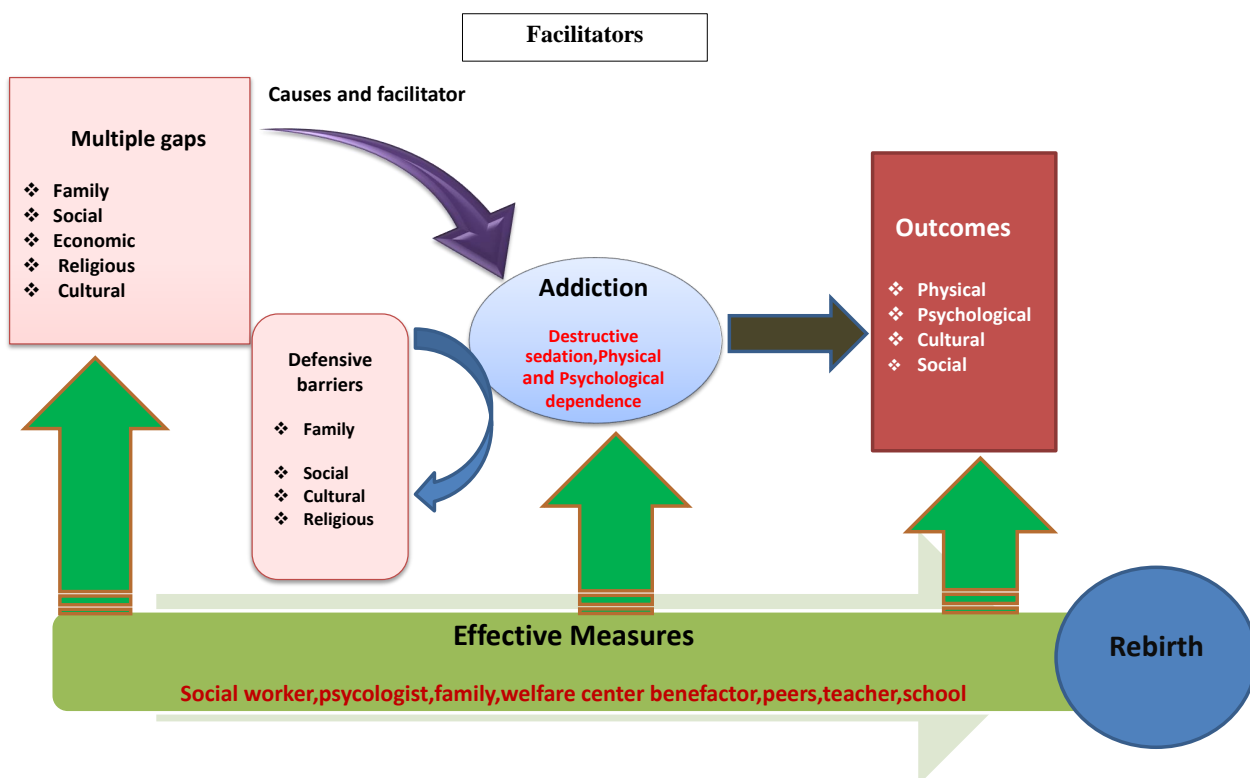 Facilitators
Causes and facilitator
Multiple gaps
❖ Family
❖ Social
❖ Economic
❖ Religious
❖ Cultural
Defensive
barriers
❖ Family
❖ Social
❖ Cultural
❖ Religious
Addiction
Destructive
sedation,Physical
and Psychological
dependence
Outcomes
❖ Physical
❖ Psychological
❖ Cultural
❖ Social
Effective Measures
Social worker,psycologist,family,welfare center benefactor,peers,teacher,school
Rebirth